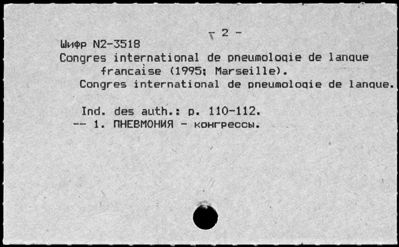 - 2 -
Шифр N2-3518
Congres international de pneumologie de langue
francaise (1995; Marseille).
Congres international de pneumologie de langue.
Ind. des auth.: p. 110-112.
-- 1. ПНЕВМОНИЯ - конгрессы.